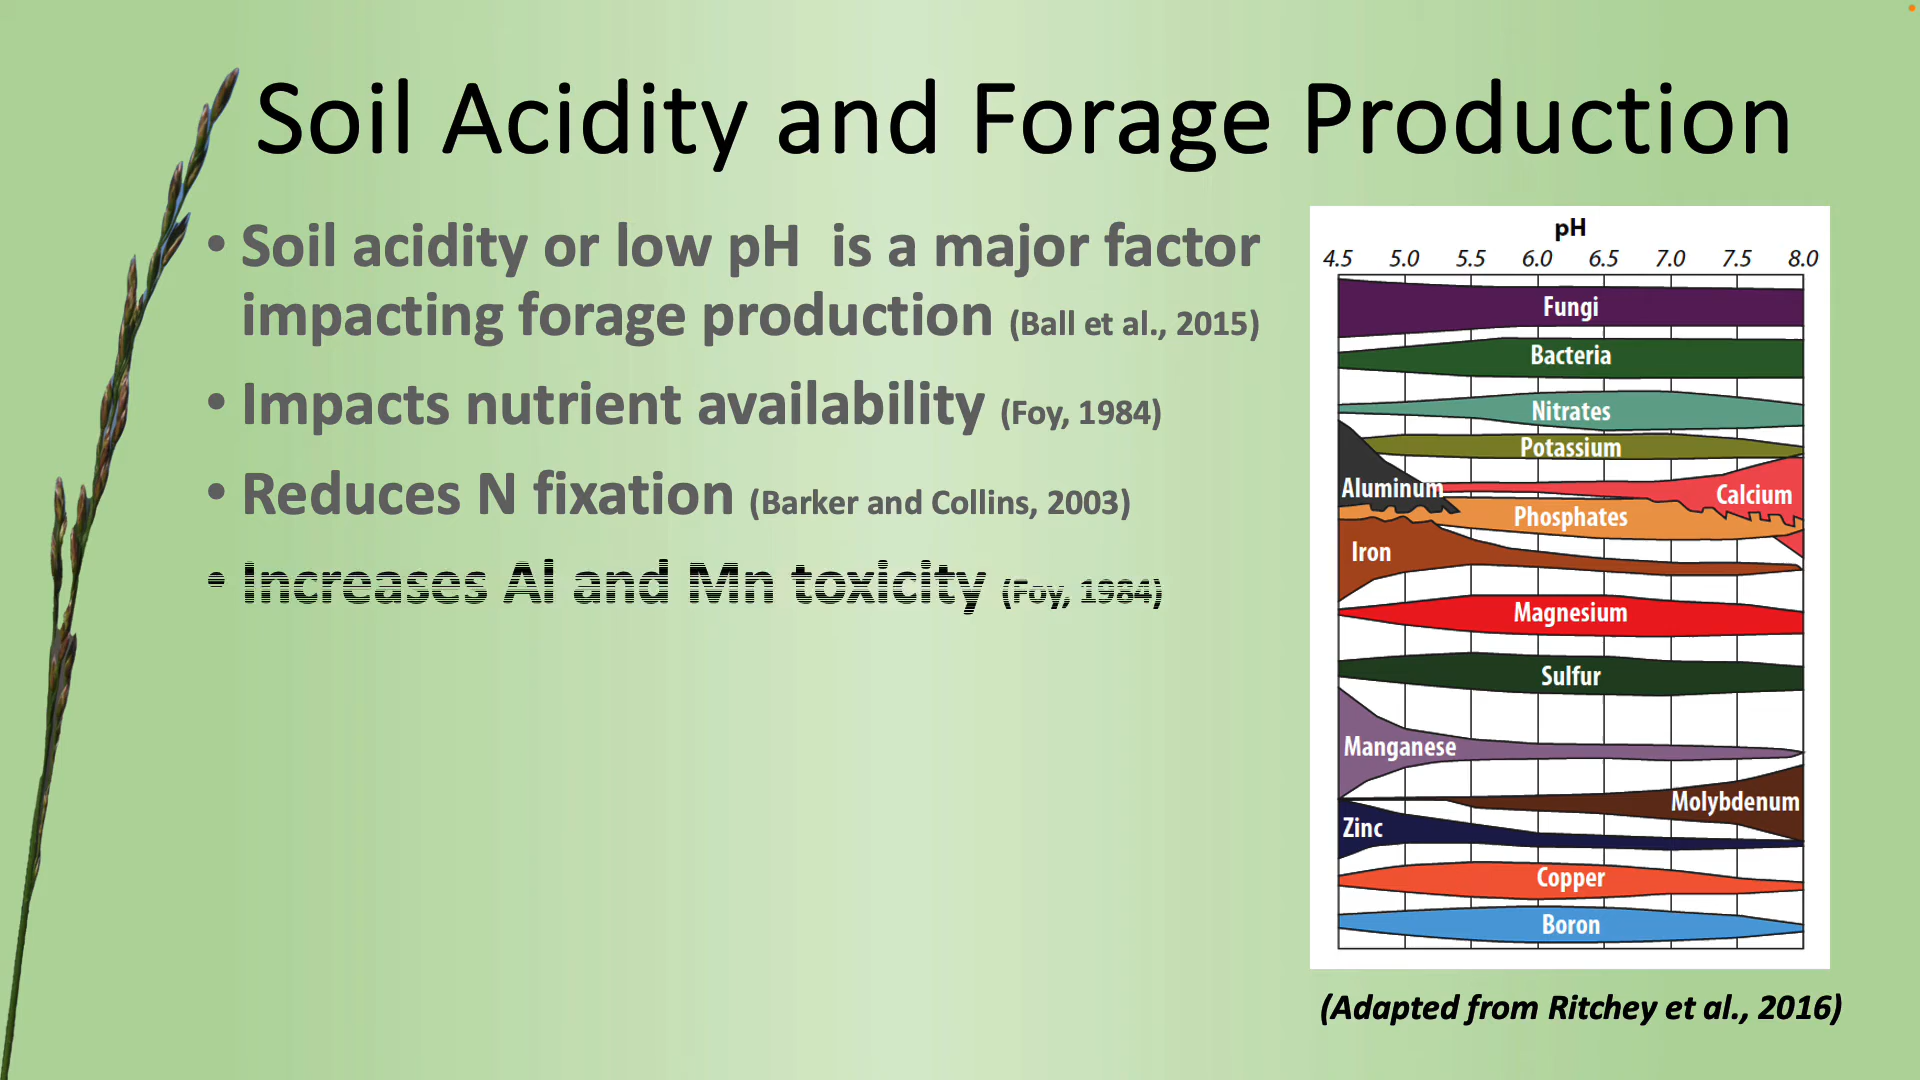 Soil Acidity and Forage Production
• Soil acidity or low pH  is a major factor
impacting forage production (Ball et al., 2015)
• Impacts nutrient availability (Foy, 1984)
• Reduces N fixation (Barker and Collins, 2003)
• Increases Al and Mn toxicity (Foy, 1984)
pH
4.5 5.0 5.5 6.0 6.5 7.0 7.5 8.0
Fungi
Bacteria
Nitrates
Potassium
Aluminum
Calcium
Phosphates
Iron
Magnesium
Sulfur
Manganese
Molybdenum
Zinc
Copper
Boron
(Adapted from Ritchey et al., 2016)